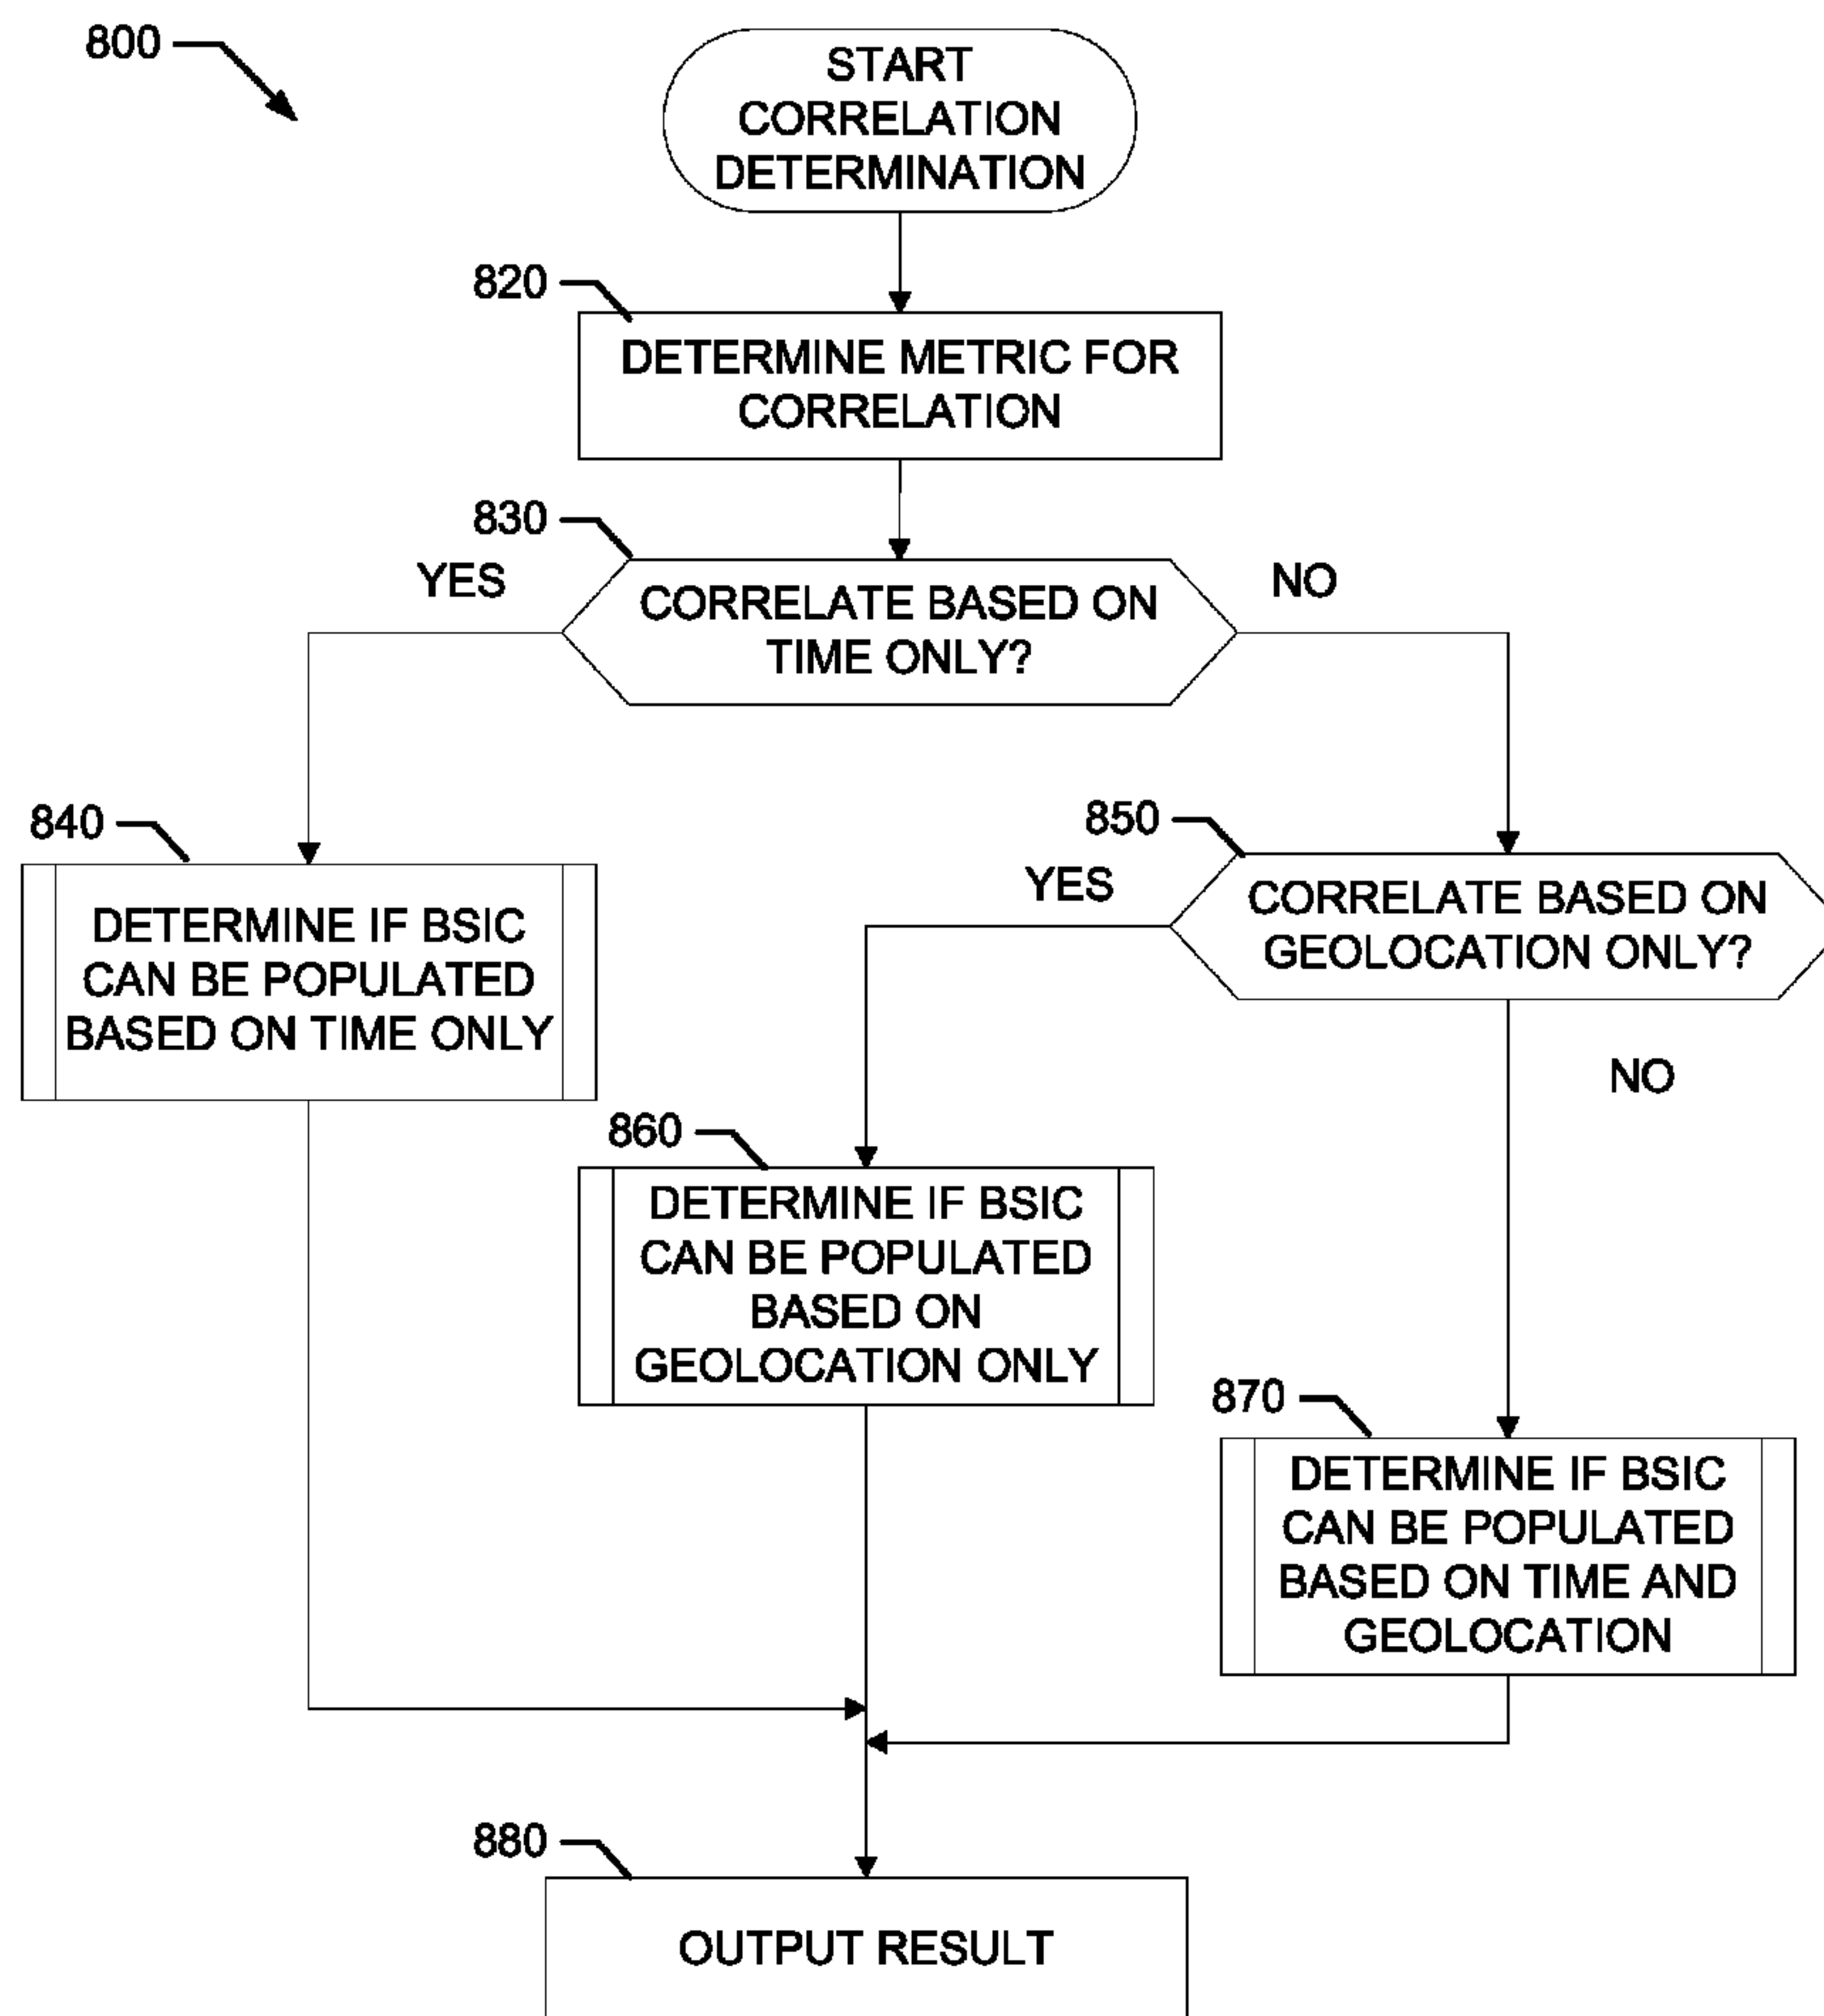 800
START
CORRELATION
DETERMINATION
820
DETERMINE METRIC FOR
CORRELATION
830
YES
NO
CORRELATE BASED ON
TIME ONLY?
840
DETERMINE IF BSIC
CAN BE POPULATED
BASED ON TIME ONLY
850
YES
CORRELATE BASED ON
GEOLOCATION ONLY?
NO
860
DETERMINE IF BSIC
CAN BE POPULATED
BASED ON
GEOLOCATION ONLY
870
DETERMINE IF BSIC
CAN BE POPULATED
BASED ON TIME AND
GEOLOCATION
880
OUTPUT RESULT